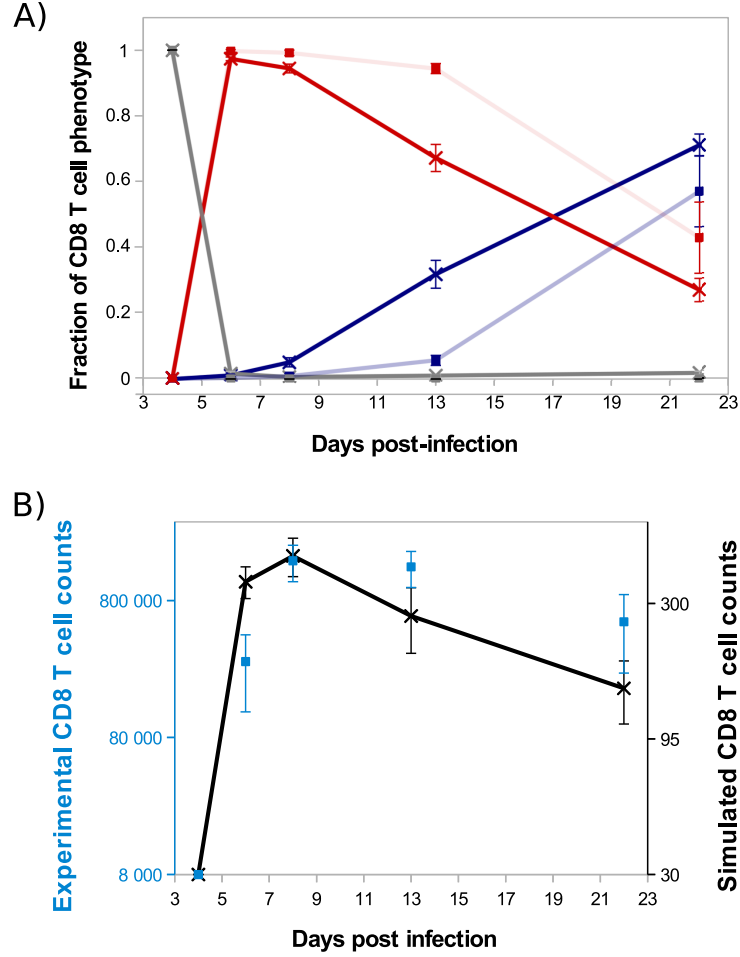 A)
Fraction of CD8 T cell phenotype
1
0.8
0.6
0.4
0.2
0
3 5 7 9 11 13 15 17 19 21 23
Days post-infection
B)
Experimental CD8 T cell counts
800 000
80 000
8 000
300
95
30
Simulated CD8 T cell counts
3 5 7 9 11 13 15 17 19 21 23
Days post infection